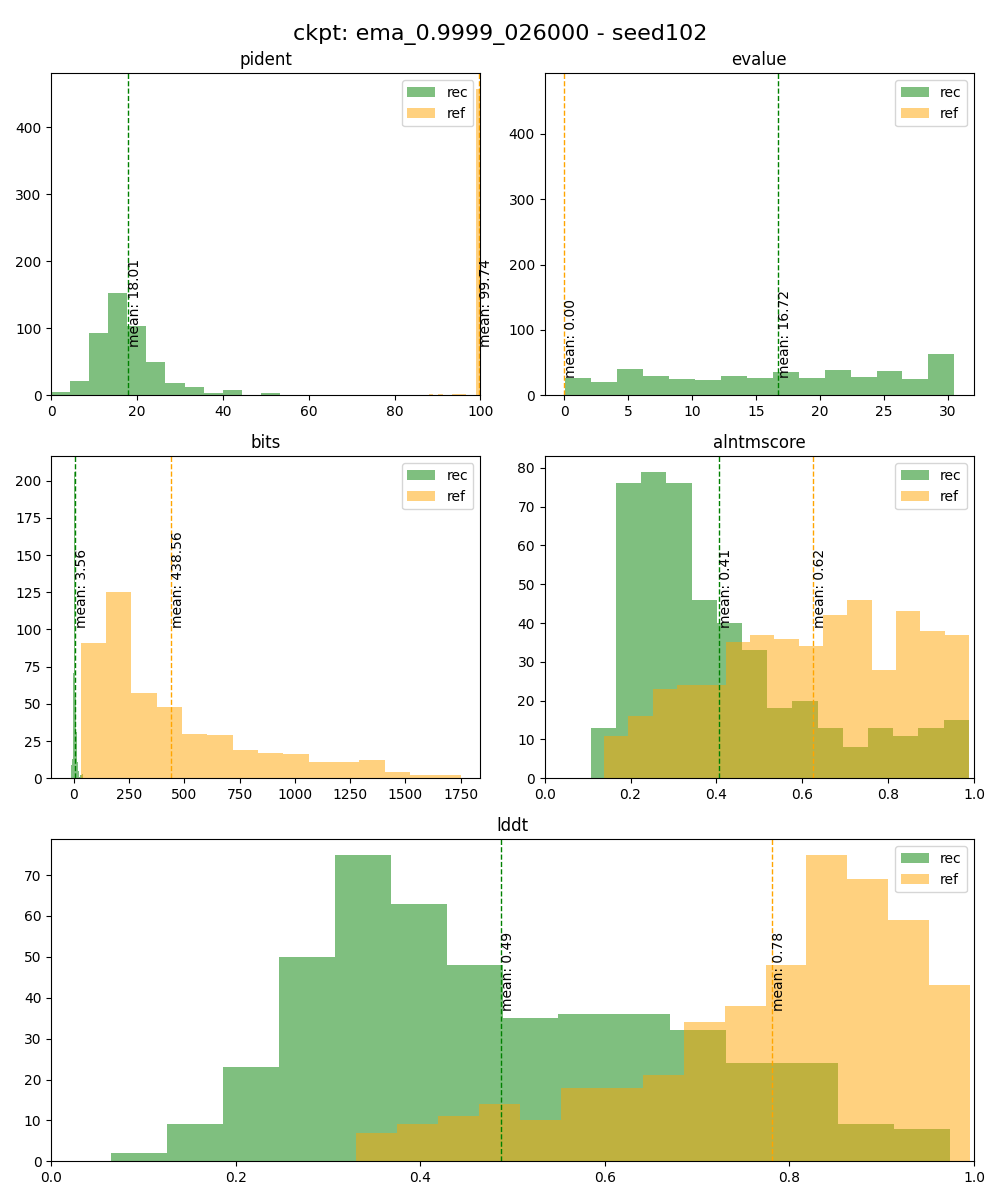 ckpt: ema_0.9999_026000 - seed102
pident
400
300
200
100
0
0 20 40 60 80 100
mean: 18.01
mean: 99.74
rec
ref
evalue
400
300
200
100
0
0 5 10 15 20 25 30
mean: 0.00
mean: 16.72
rec
ref
bits
200
175
150
125
100
75
50
25
0
0 250 500 750 1000 1250 1500 1750
mean: 3.56
mean: 438.56
rec
ref
alntmscore
80
70
60
50
40
30
20
10
0
0.0 0.2 0.4 0.6 0.8 1.0
mean: 0.41
mean: 0.62
rec
ref
lddt
70
60
50
40
30
20
10
0
0.0 0.2 0.4 0.6 0.8 1.0
mean: 0.49
mean: 0.78
rec
ref